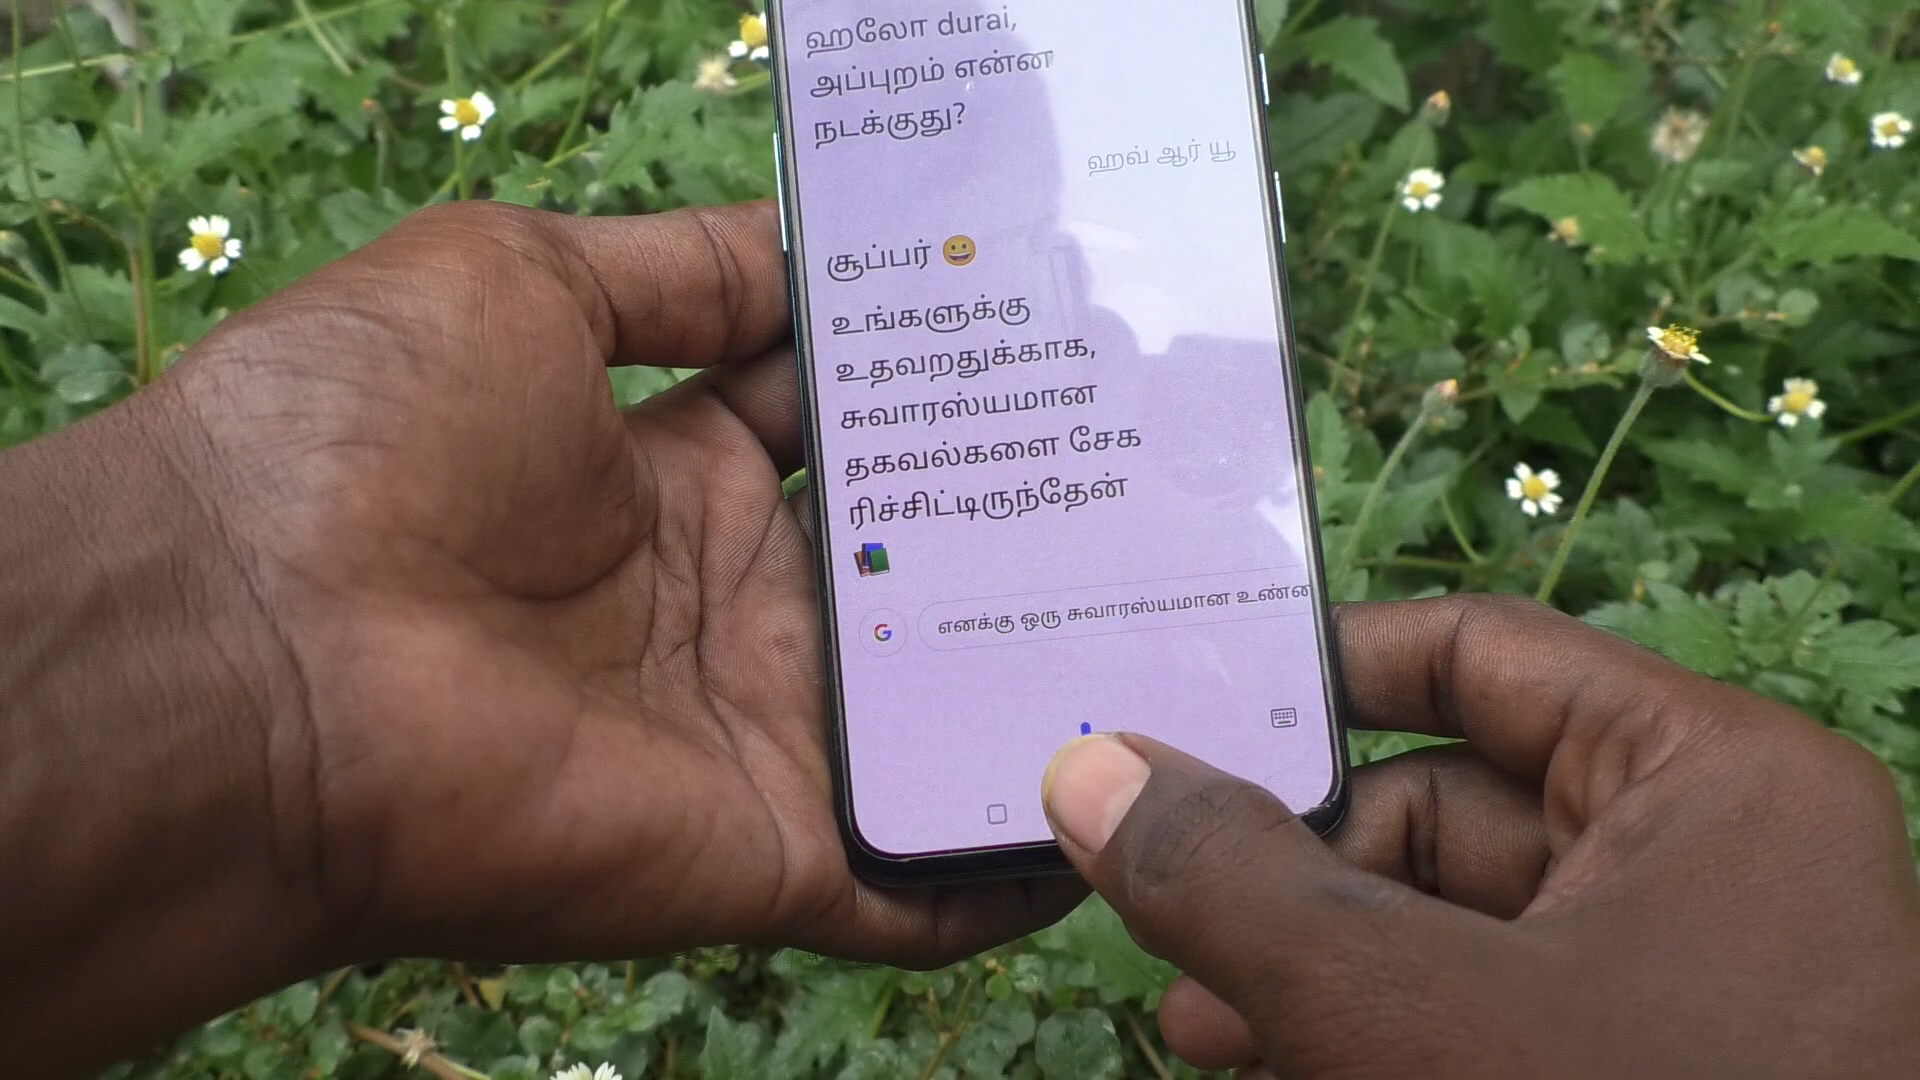 ஹலோ durai,
அப்புறம் என்ன
நடக்குது?
ஹவ் ஆர் யூ
சூப்பர் 😀
உங்களுக்கு
உதவறதுக்காக,
சுவாரஸ்யமான
தகவல்களை சேக
ரிச்சிட்டிருந்தேன்
எனக்கு ஒரு சுவாரஸ்யமான